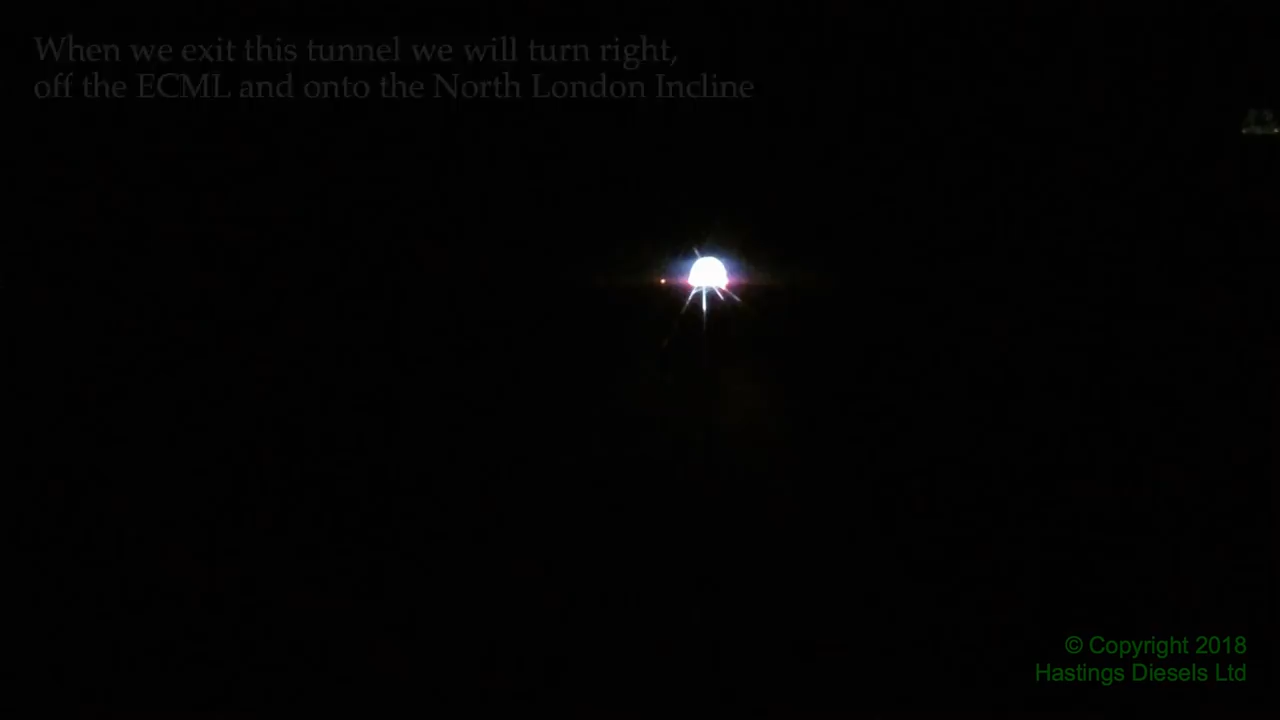 When we exit this tunnel we will turn right,
off the ECML and onto the North London Incline
© Copyright 2018
Hastings Diesels Ltd